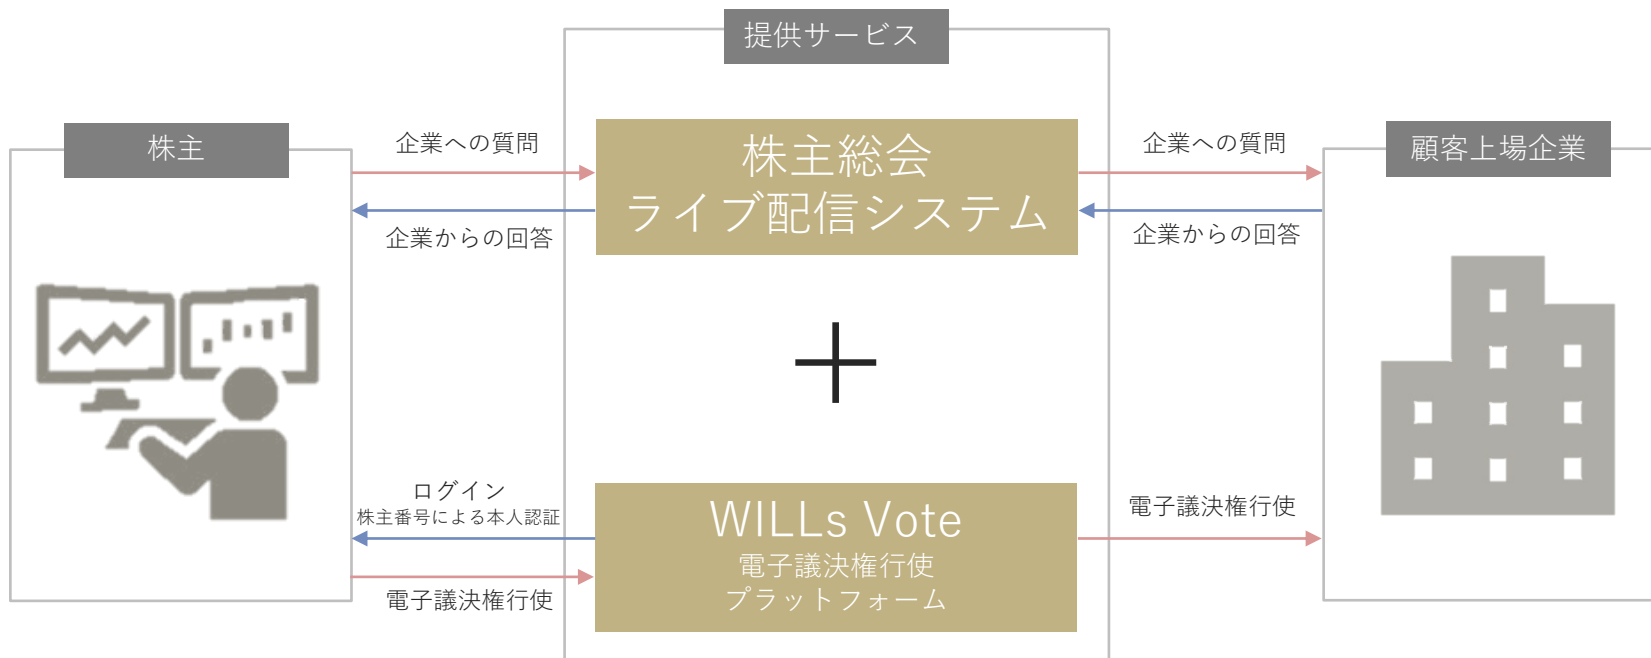 提供サービス
株主
顧客上場企業
企業への質問
企業からの回答
株主総会
ライブ配信システム
企業への質問
企業からの回答
ログイン
株主番号による本人認証
電子議決権行使
WILLs Vote
電子議決権行使
プラットフォーム
電子議決権行使